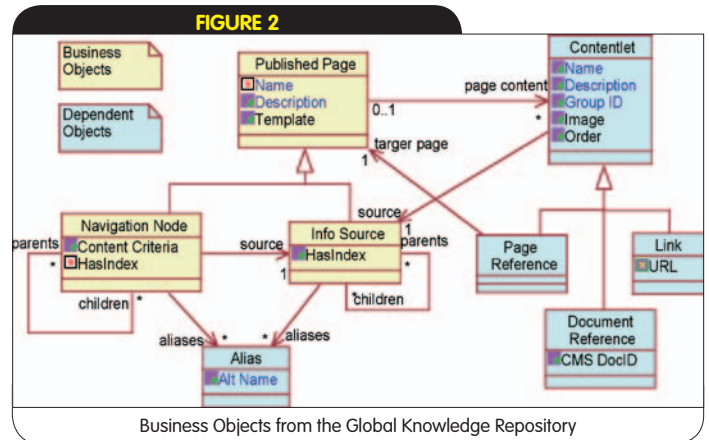 FIGURE 2
Business
Objects
Dependent
Objects
Published Page
Name
Description
Template
Contentlet
Name
Description
Group ID
Image
Order
page content
0..1
*
targer page
1
Navigation Node
Content Criteria
HasIndex
source
1
Info Source
HasIndex
source
1
parents
*
children
*
parents
*
*
children
aliases
*
*
aliases
Alias
Alt Name
Page
Reference
Link
URL
Document
Reference
CMS DocID
Business Objects from the Global Knowledge Repository